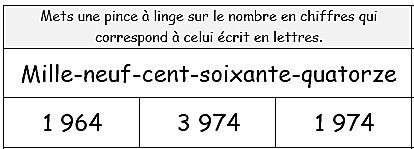 Mets une pince à linge sur le nombre en chiffres qui
correspond à celui écrit en lettres.
Mille-neuf-cent-soixante-quatorze
1 964 3 974 1 974